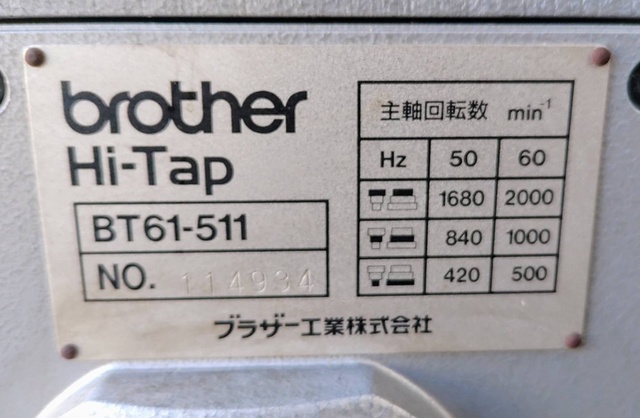 brother
Hi-Tap
BT61-511
NO. 114934
主軸回転数 min⁻¹
Hz 50 60
1680 2000
840 1000
420 500
ブラザー工業株式会社